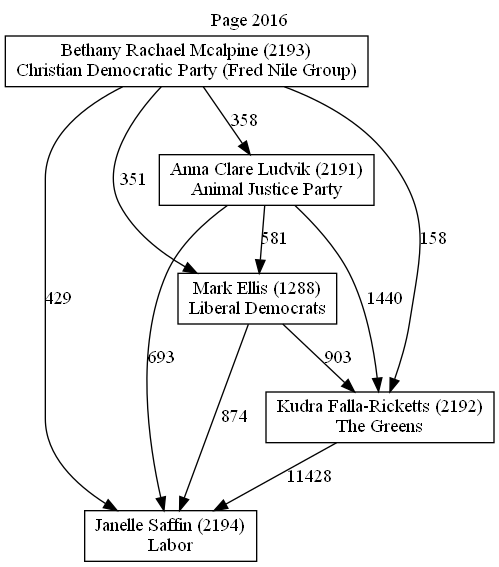 Page 2016
Bethany Rachael Mcalpine (2193)
Christian Democratic Party (Fred Nile Group)
358
Anna Clare Ludvik (2191)
Animal Justice Party
351
158
581
Mark Ellis (1288)
Liberal Democrats
429
1440
693
903
874
Kudra Falla-Ricketts (2192)
The Greens
11428
Janelle Saffin (2194)
Labor